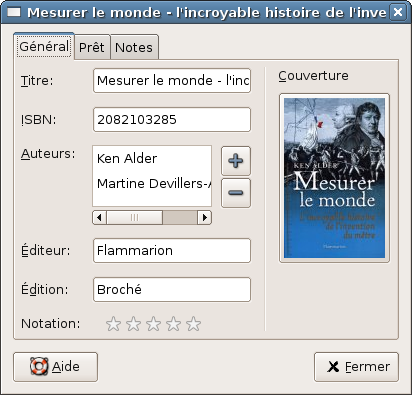 Mesurer le monde - l'incroyable histoire de l'inve
Général
Prêt
Notes
Titre:
Mesurer le monde - l'inc
Couverture
ISBN:
2082103285
Auteurs:
Ken Alder
Martine Devillers-A
KEN ALDER
Mesurer
le monde
L'incroyable histoire
de l'invention
du mètre
Flammarion
Éditeur:
Flammarion
Édition:
Broché
Notation:
Aide
Fermer